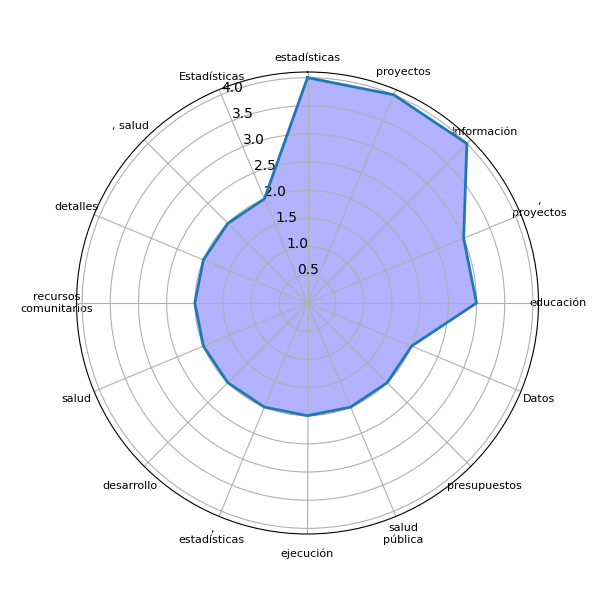 estadísticas
proyectos
Información
,
proyectos
educación
Datos
presupuestos
salud
pública
ejecución
,
estadísticas
desarrollo
salud
recursos
comunitarios
detalles
, salud
Estadísticas
4.0
3.5
3.0
2.5
2.0
1.5
1.0
0.5